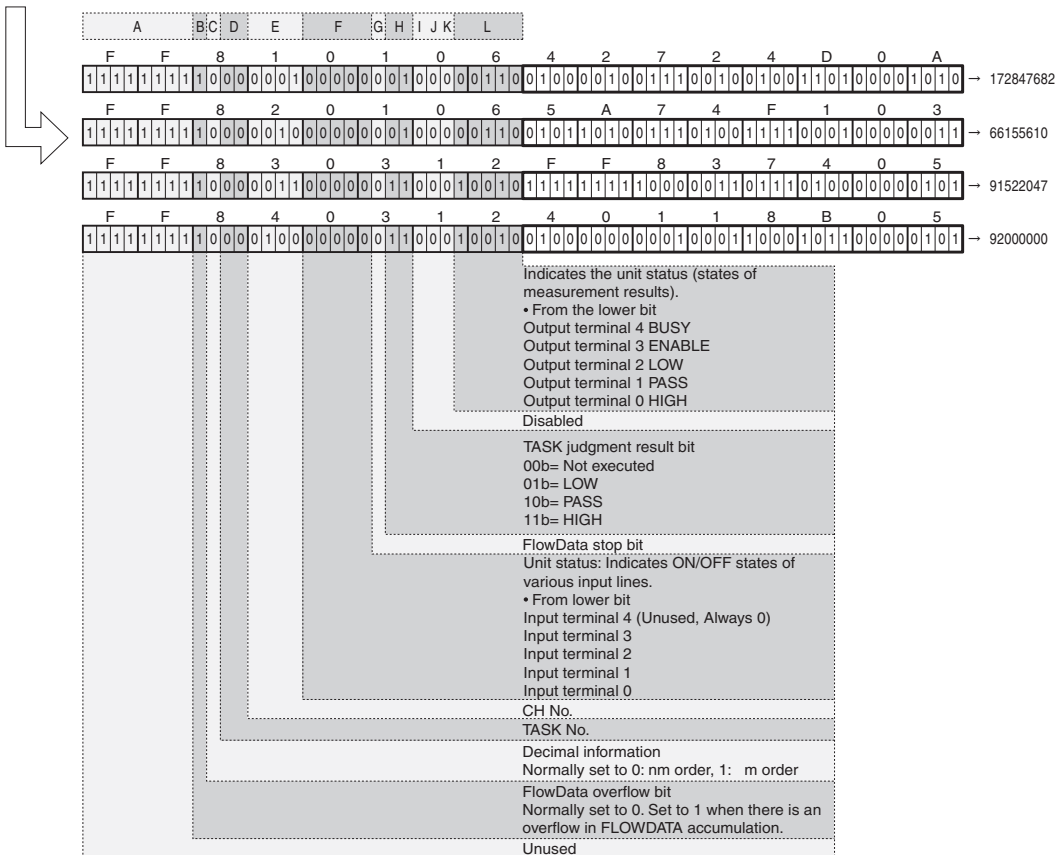 A B C D E F G H I J K L
F F 8 1 0 1 0 6 4 2 7 2 4 D 0 A
1 1 1 1 1 1 1 1 1 0 0 0 0 0 0 1 0 0 0 0 0 0 0 1 0 0 0 0 0 1 1 0 0 1 0 0 0 0 1 0 0 1 1 1 0 0 1 0 0 1 0 0 1 1 0 1 0 0 0 0 1 0 1 0 → 172847682
F F 8 2 0 1 0 6 5 A 7 4 F 1 0 3
1 1 1 1 1 1 1 1 1 0 0 0 0 0 1 0 0 0 0 0 0 0 0 1 0 0 0 0 0 1 1 0 0 1 0 1 1 0 1 0 0 1 1 1 0 1 0 0 1 1 1 1 0 0 0 1 0 0 0 0 0 0 1 1 → 66155610
F F 8 3 0 3 1 2 F F 8 3 7 4 0 5
1 1 1 1 1 1 1 1 1 0 0 0 0 0 1 1 0 0 0 0 0 0 1 1 0 0 0 1 0 0 1 0 1 1 1 1 1 1 1 1 1 0 0 0 0 0 1 1 0 1 1 1 0 1 0 0 0 0 0 0 0 1 0 1 → 91522047
F F 8 4 0 3 1 2 4 0 1 1 8 B 0 5
1 1 1 1 1 1 1 1 1 0 0 0 0 1 0 0 0 0 0 0 0 0 1 1 0 0 0 1 0 0 1 0 0 1 0 0 0 0 0 0 0 0 0 1 0 0 0 1 1 0 0 0 1 0 1 1 0 0 0 0 0 1 0 1 → 92000000
Indicates the unit status (states of
measurement results).
• From the lower bit
Output terminal 4 BUSY
Output terminal 3 ENABLE
Output terminal 2 LOW
Output terminal 1 PASS
Output terminal 0 HIGH
Disabled
TASK judgment result bit
00b= Not executed
01b= LOW
10b= PASS
11b= HIGH
FlowData stop bit
Unit status: Indicates ON/OFF states of
various input lines.
• From lower bit
Input terminal 4 (Unused, Always 0)
Input terminal 3
Input terminal 2
Input terminal 1
Input terminal 0
CH No.
TASK No.
Decimal information
Normally set to 0: nm order, 1: m order
FlowData overflow bit
Normally set to 0. Set to 1 when there is an
overflow in FLOWDATA accumulation.
Unused